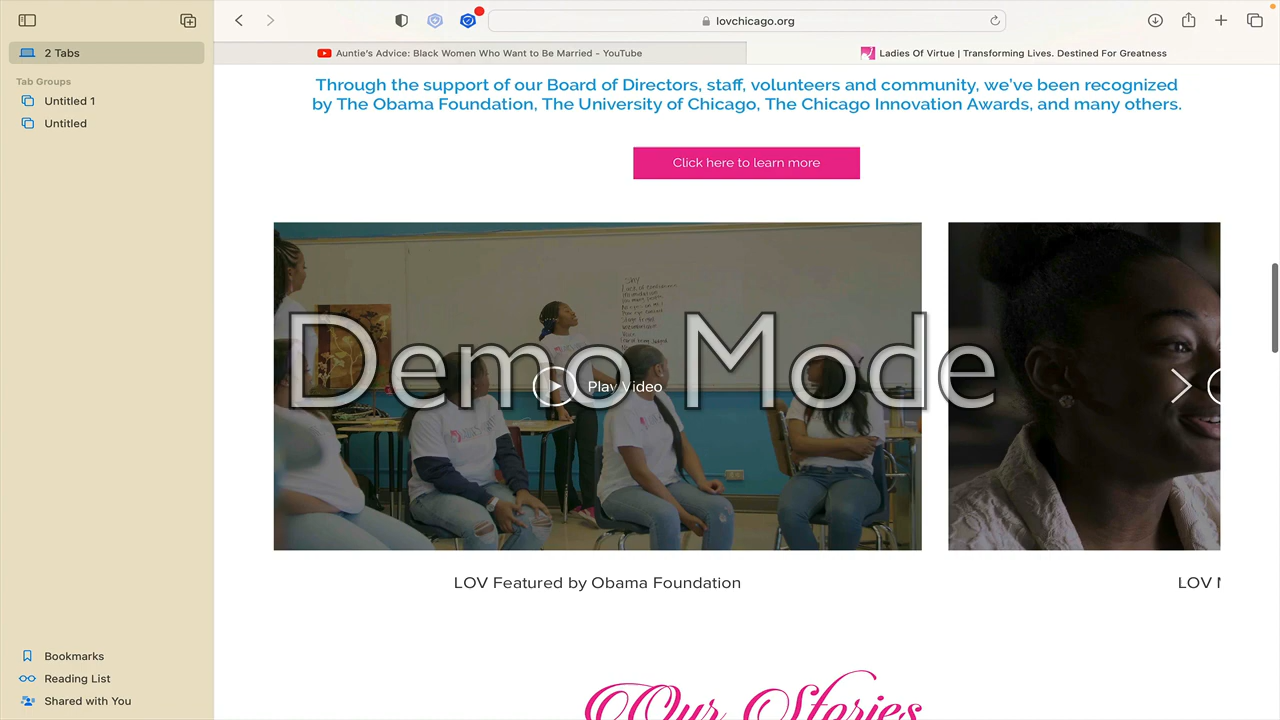 lovchicago.org
2 Tabs
Auntie's Advice: Black Women Who Want to Be Married - YouTube
Ladies Of Virtue | Transforming Lives. Destined For Greatness
Tab Groups
Untitled 1
Untitled
Through the support of our Board of Directors, staff, volunteers and community, we've been recognized
by The Obama Foundation, The University of Chicago, The Chicago Innovation Awards, and many others.
Click here to learn more
Demo Mode
Play Video
LOV Featured by Obama Foundation
LOV
Our Stories
Bookmarks
Reading List
Shared with You